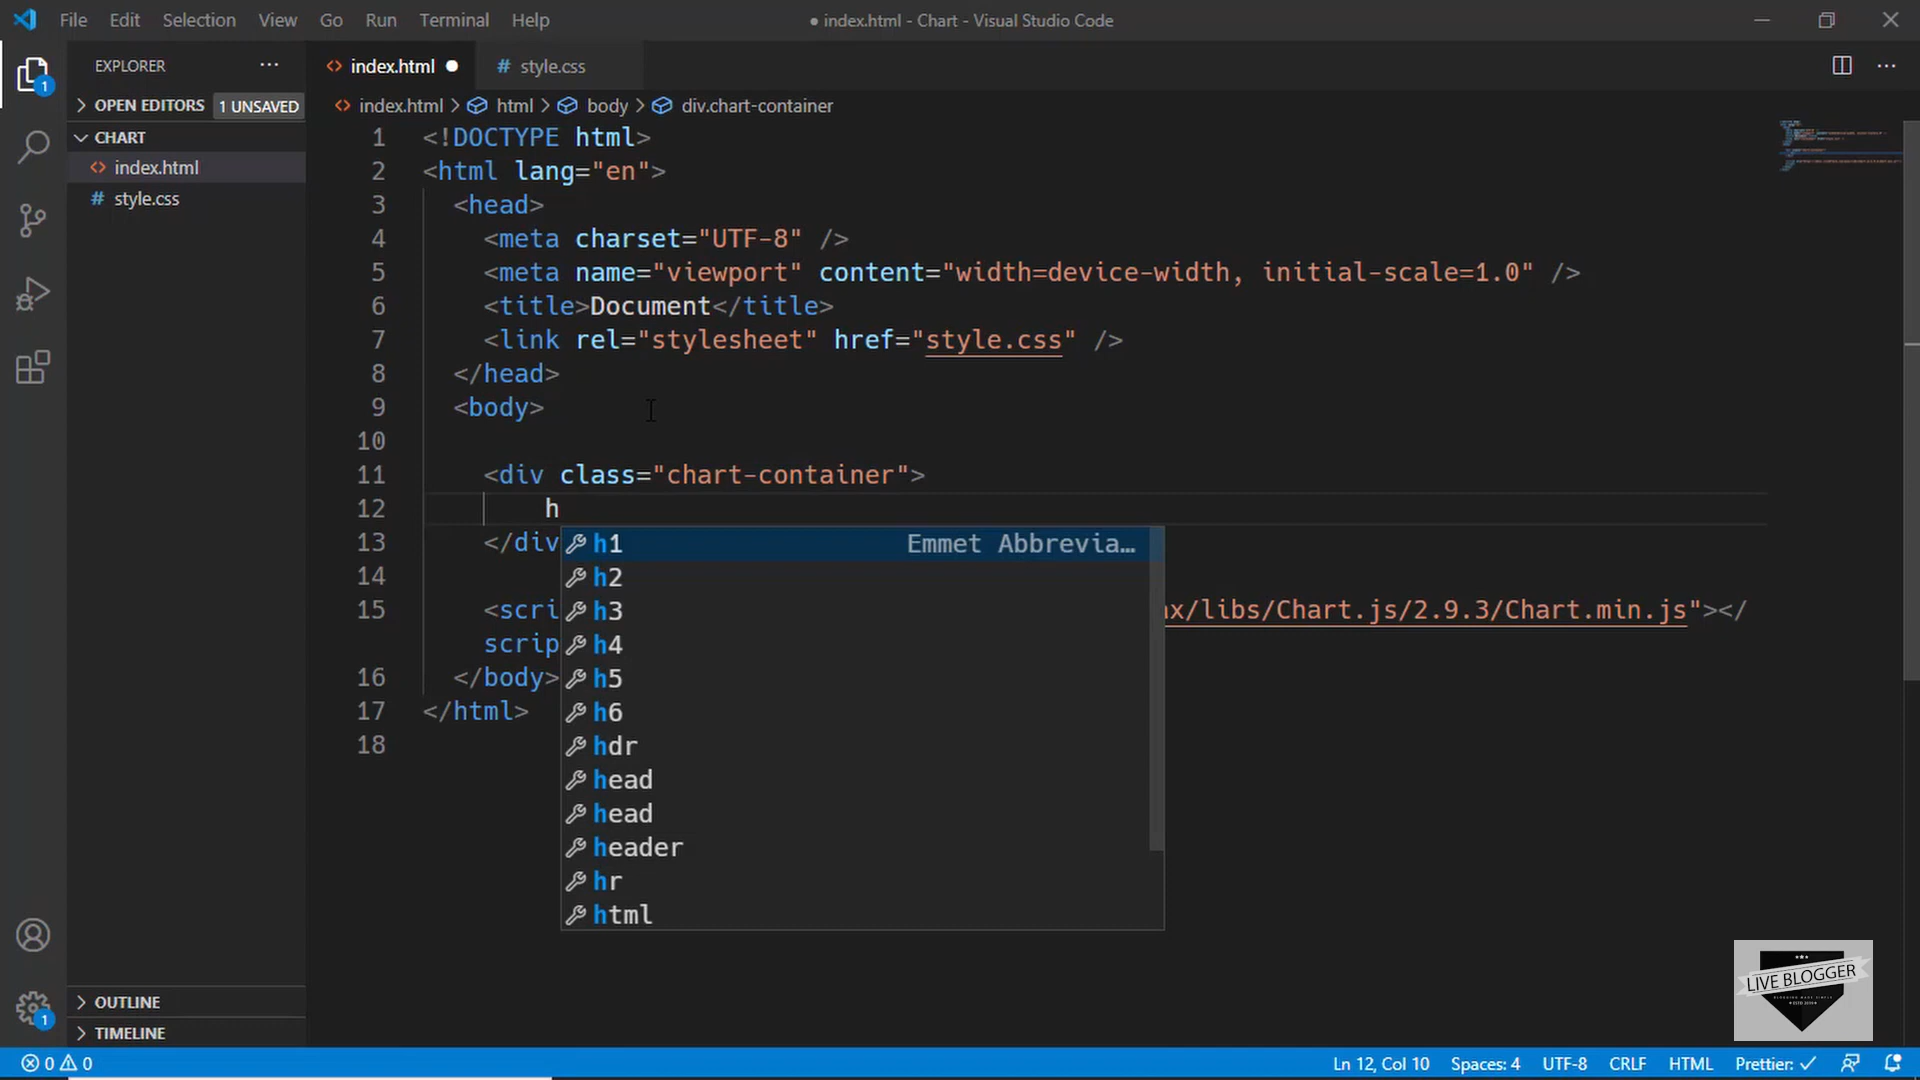 File Edit Selection View Go Run Terminal Help
● index.html - Chart - Visual Studio Code
EXPLORER
OPEN EDITORS 1 UNSAVED
CHART
index.html
style.css
OUTLINE
TIMELINE
index.html ●
style.css
index.html > html > body > div.chart-container
1 <!DOCTYPE html>
2 <html lang="en">
3 <head>
4 <meta charset="UTF-8" />
5 <meta name="viewport" content="width=device-width, initial-scale=1.0" />
6 <title>Document</title>
7 <link rel="stylesheet" href="style.css" />
8 </head>
9 <body>
10
11 <div class="chart-container">
12 h
13 </div
14
15 <scri ax/libs/Chart.js/2.9.3/Chart.min.js"></
scrip
16 </body>
17 </html>
18
h1 Emmet Abbrevia…
h2
h3
h4
h5
h6
hdr
head
head
header
hr
html
LIVE BLOGGER
0 0
Ln 12, Col 10 Spaces: 4 UTF-8 CRLF HTML Prettier: ✓
1
1